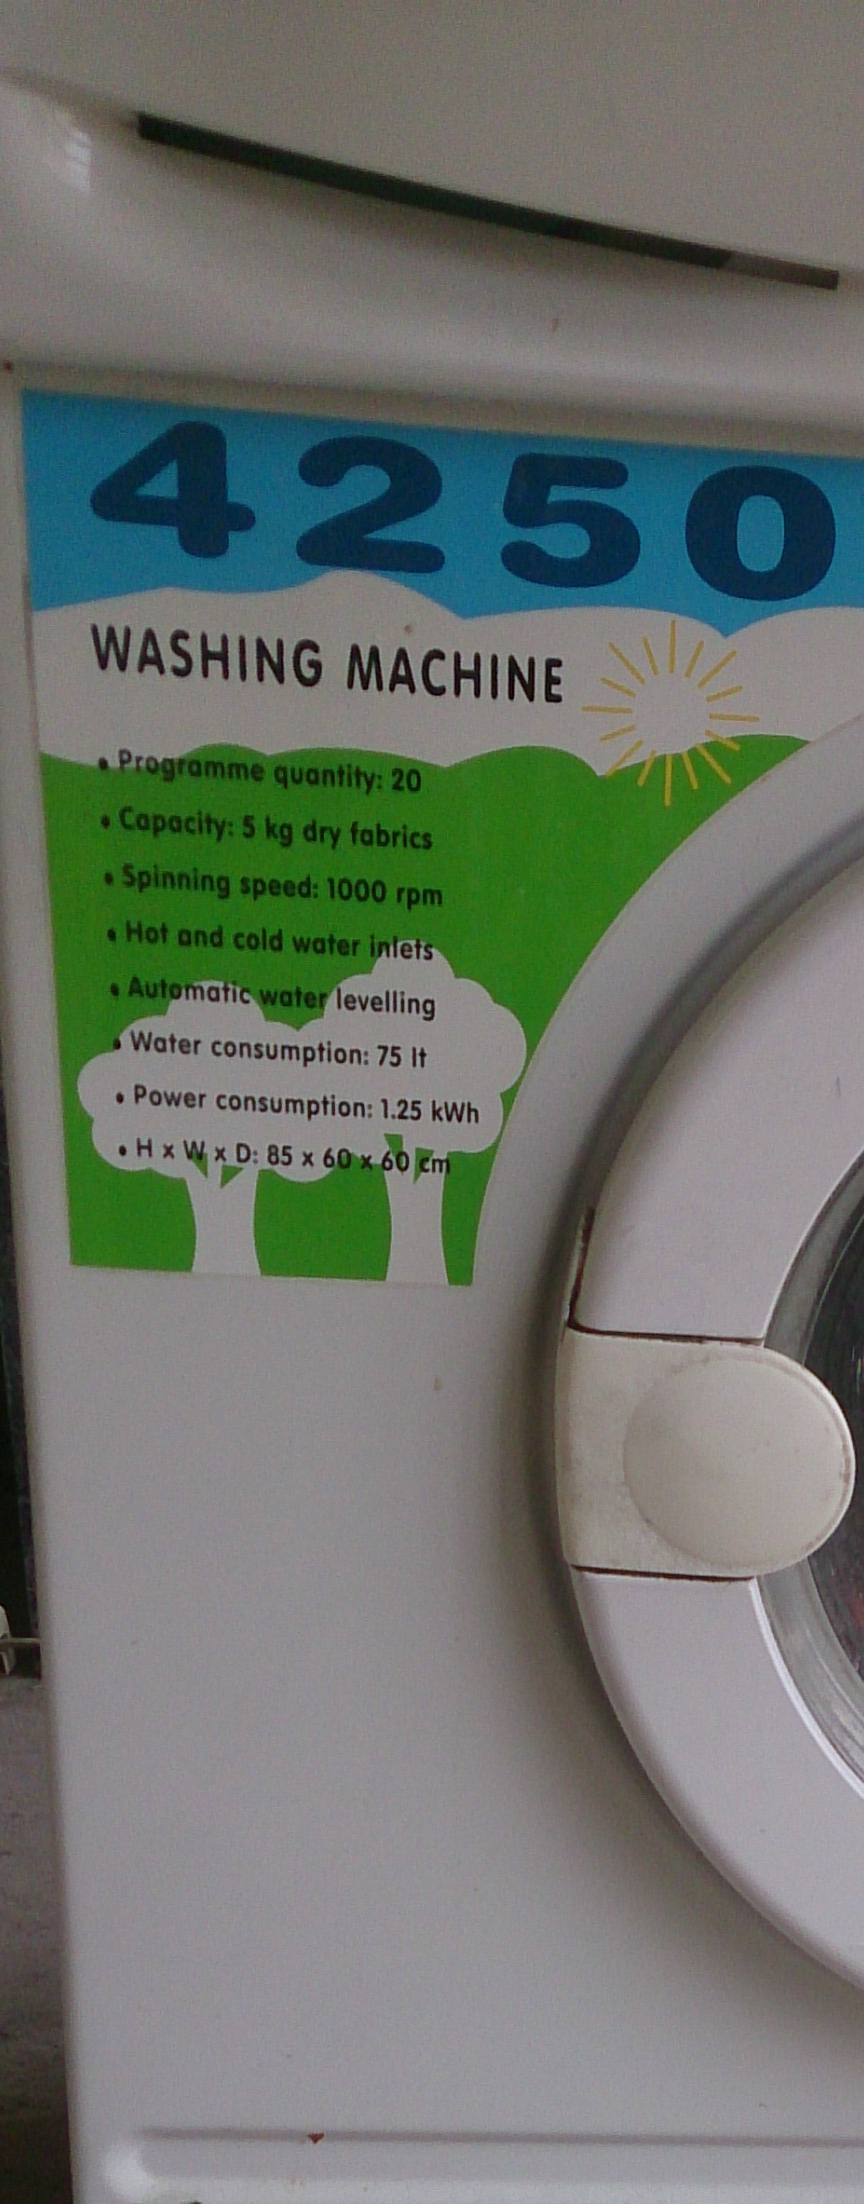 4250
WASHING MACHINE
• Programme quantity: 20
• Capacity: 5 kg dry fabrics
• Spinning speed: 1000 rpm
• Hot and cold water inlets
• Automatic water levelling
• Water consumption: 75 lt
• Power consumption: 1.25 kWh
• H x W x D: 85 x 60 x 60 cm